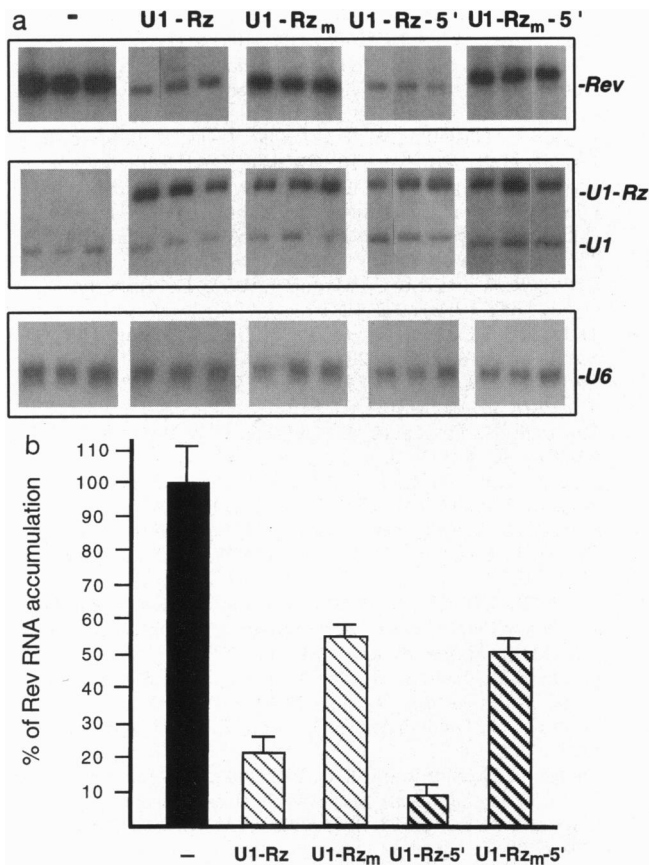 a - U1-Rz U1-Rzm U1-Rz-5' U1-Rzm-5'
-Rev
-U1-Rz
-U1
-U6
b
% of Rev RNA accumulation
110
100
90
80
70
60
50
40
30
20
10
– U1-Rz U1-Rzm U1-Rz-5' U1-Rzm-5'